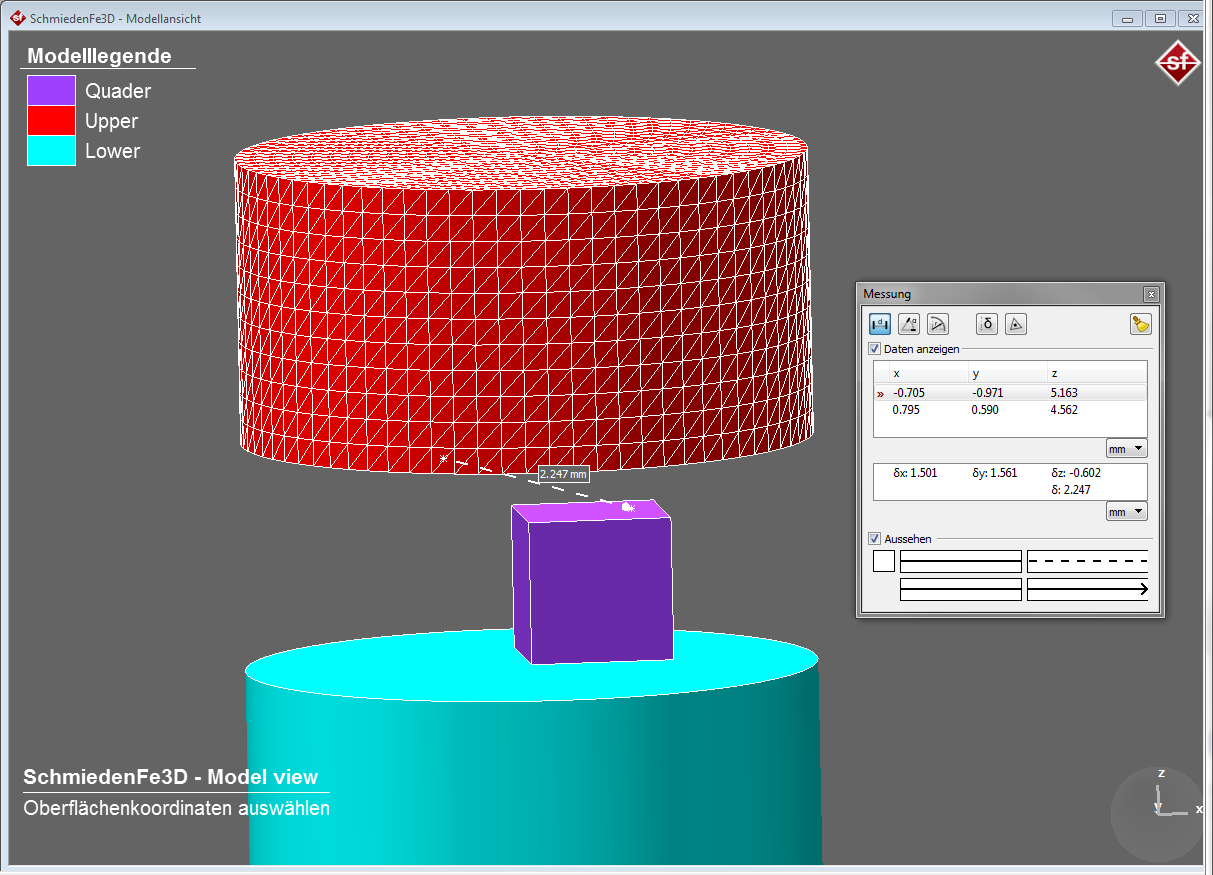 SchmiedenFe3D - Modellansicht
Modelllegende
Quader
Upper
Lower
sf
2.247 mm
Messung
Daten anzeigen
x y z
» -0.705 -0.971 5.163
0.795 0.590 4.562
mm
δx: 1.501 δy: 1.561 δz: -0.602
δ: 2.247
mm
Aussehen
SchmiedenFe3D - Model view
Oberflächenkoordinaten auswählen
z
y x